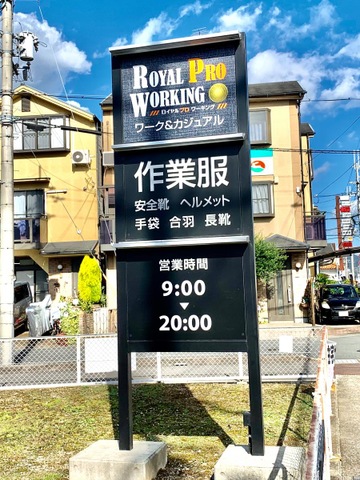 ROYAL PRO
WORKING
ロイヤルプロ ワーキング
ワーク&カジュアル
作業服
安全靴 ヘルメット
手袋 合羽 長靴
営業時間
9:00
20:00